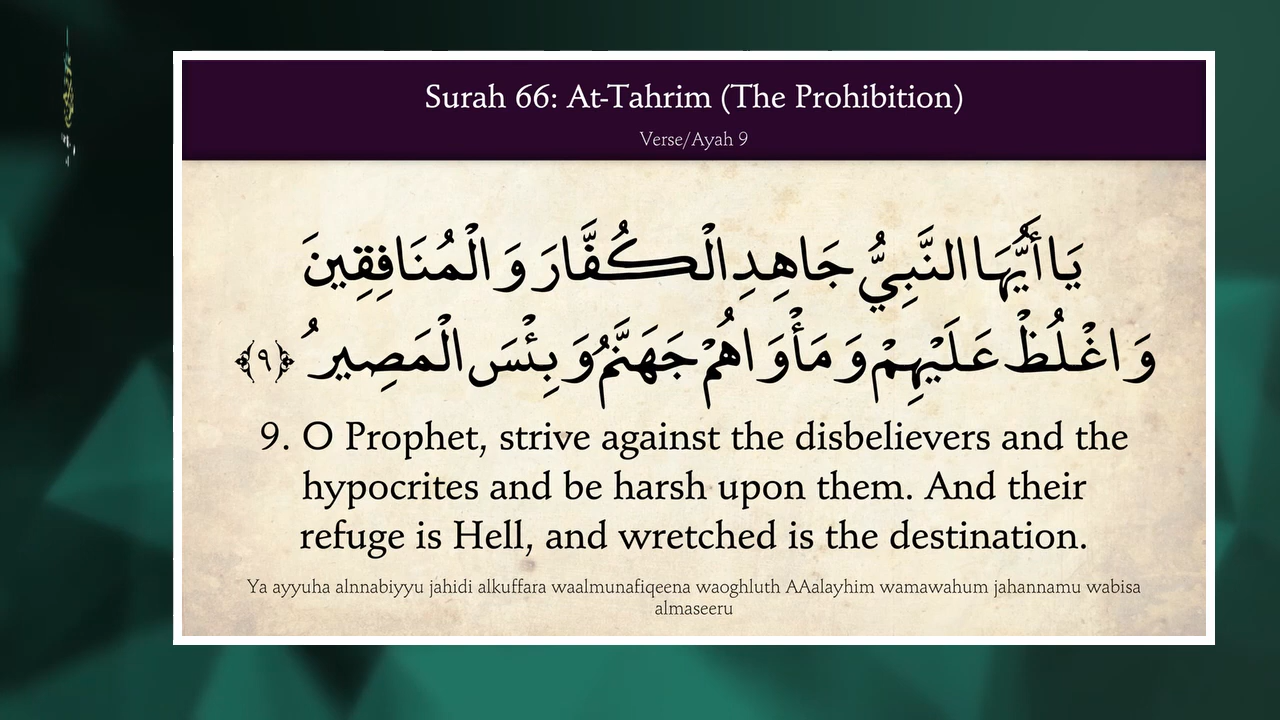 Surah 66: At-Tahrim (The Prohibition)
Verse/Ayah 9
يَا أَيُّهَا النَّبِيُّ جَاهِدِ الْكُفَّارَ وَالْمُنَافِقِينَ
وَاغْلُظْ عَلَيْهِمْ وَمَأْوَاهُمْ جَهَنَّمُ وَبِئْسَ الْمَصِيرُ ﴿٩﴾
9. O Prophet, strive against the disbelievers and the
hypocrites and be harsh upon them. And their
refuge is Hell, and wretched is the destination.
Ya ayyuha alnnabiyyu jahidi alkuffara waalmunafiqeena waoghluth AAalayhim wamawahum jahannamu wabisa
almaseeru